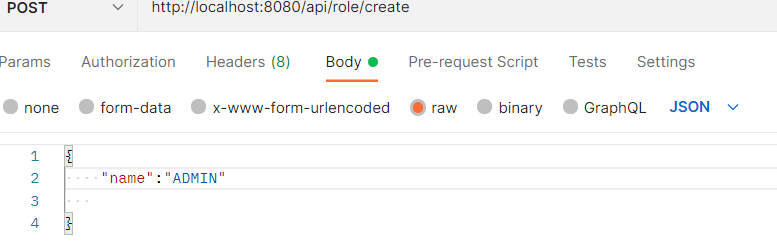 POST http://localhost:8080/api/role/create
Params Authorization Headers (8) Body Pre-request Script Tests Settings
none form-data x-www-form-urlencoded raw binary GraphQL JSON
1 {
2 "name":"ADMIN"
3
4 }